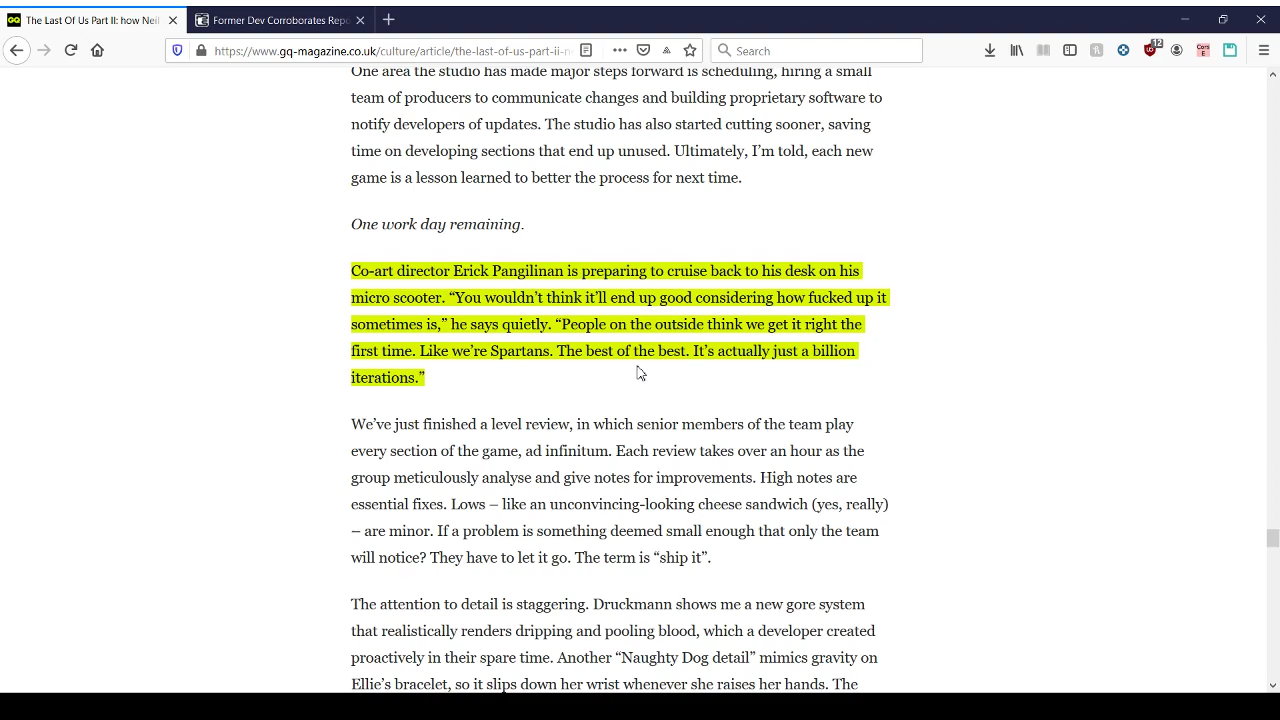 GQ The Last Of Us Part II: how Neil
Former Dev Corroborates Repo
https://www.gq-magazine.co.uk/culture/article/the-last-of-us-part-ii-n
Search
12
Cors
E
One area the studio has made major steps forward is scheduling, hiring a small
team of producers to communicate changes and building proprietary software to
notify developers of updates. The studio has also started cutting sooner, saving
time on developing sections that end up unused. Ultimately, I’m told, each new
game is a lesson learned to better the process for next time.
One work day remaining.
Co-art director Erick Pangilinan is preparing to cruise back to his desk on his
micro scooter. “You wouldn’t think it’ll end up good considering how fucked up it
sometimes is,” he says quietly. “People on the outside think we get it right the
first time. Like we’re Spartans. The best of the best. It’s actually just a billion
iterations.”
We’ve just finished a level review, in which senior members of the team play
every section of the game, ad infinitum. Each review takes over an hour as the
group meticulously analyse and give notes for improvements. High notes are
essential fixes. Lows – like an unconvincing-looking cheese sandwich (yes, really)
– are minor. If a problem is something deemed small enough that only the team
will notice? They have to let it go. The term is “ship it”.
The attention to detail is staggering. Druckmann shows me a new gore system
that realistically renders dripping and pooling blood, which a developer created
proactively in their spare time. Another “Naughty Dog detail” mimics gravity on
Ellie’s bracelet, so it slips down her wrist whenever she raises her hands. The